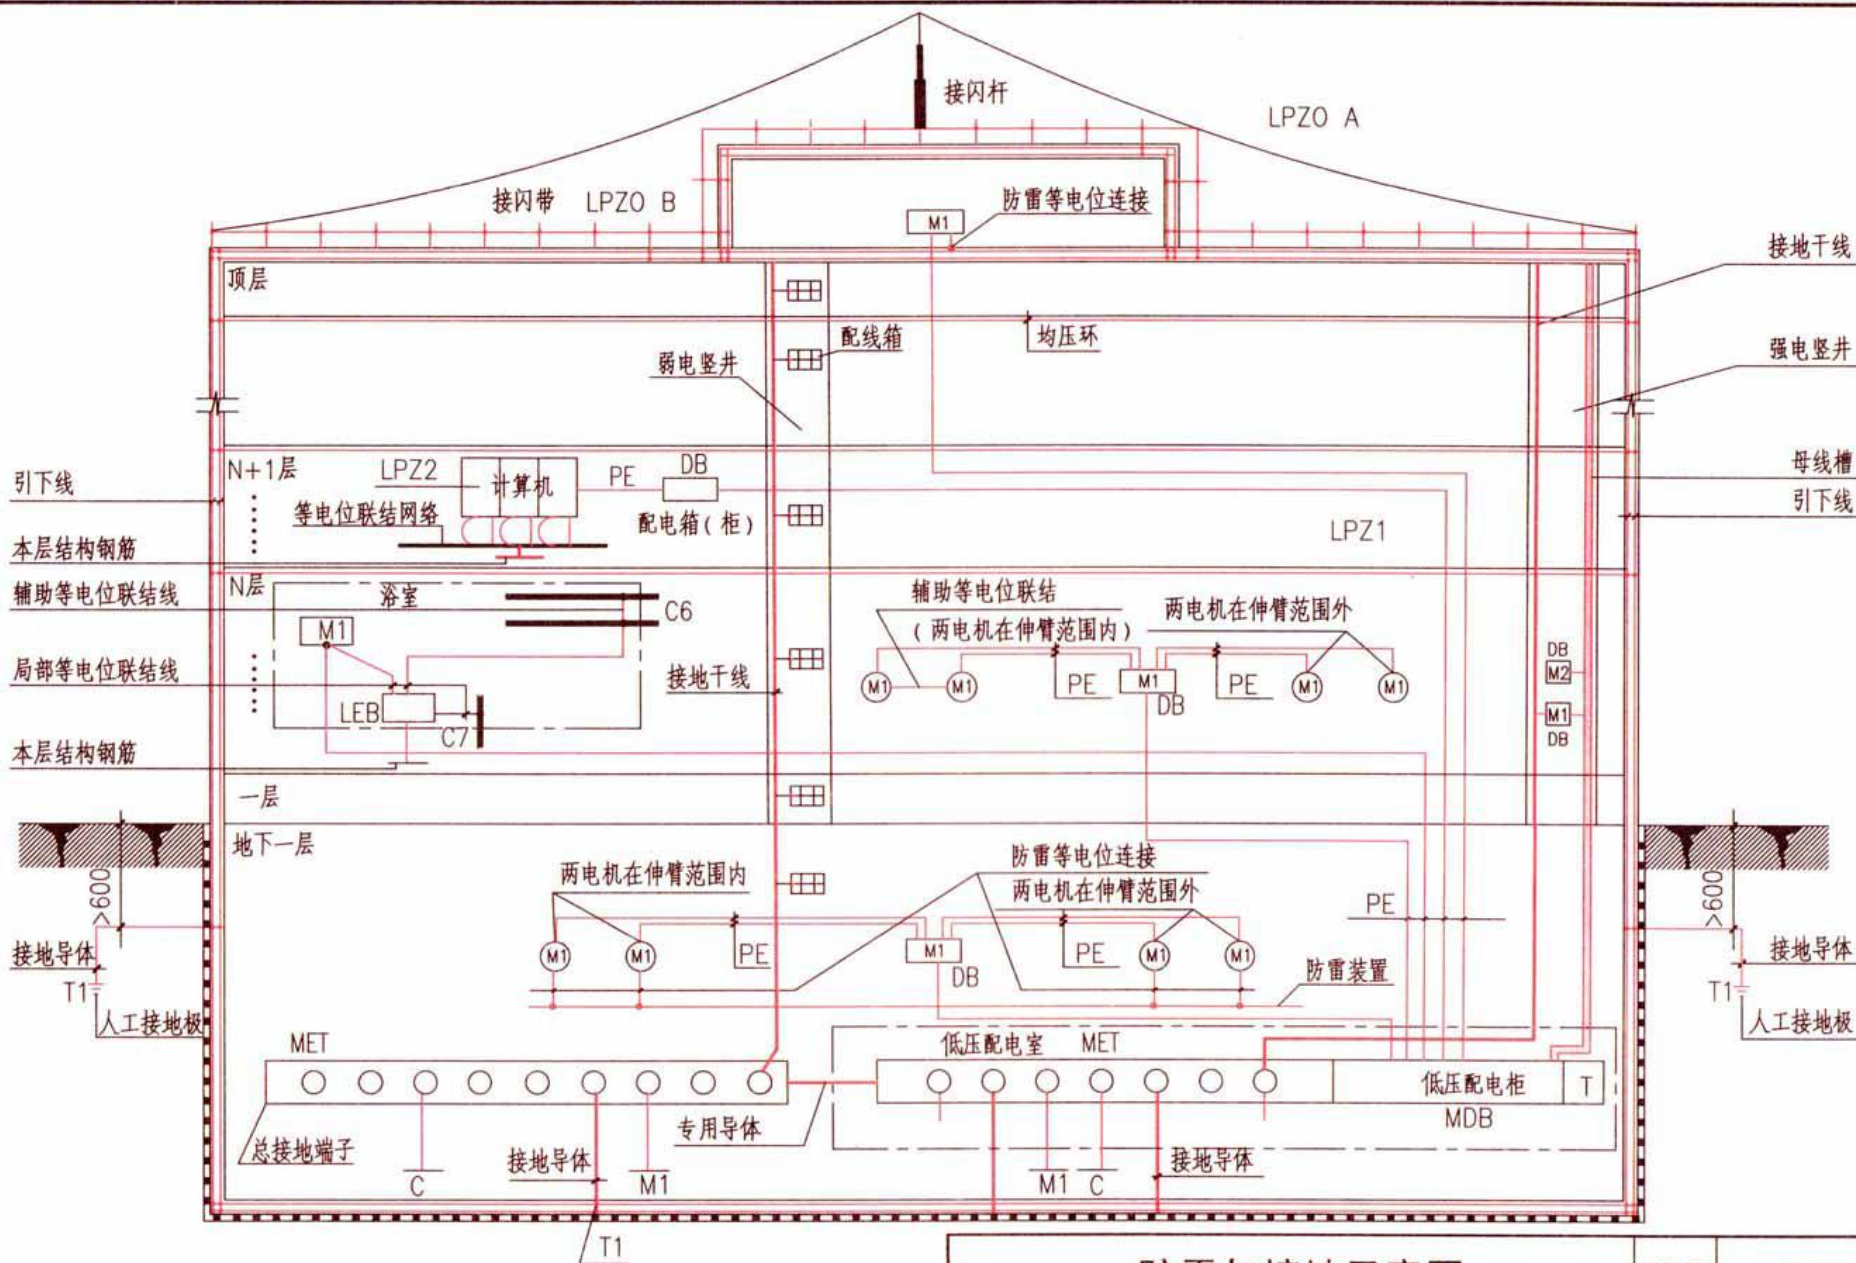 接闪杆
LPZ0 A
接闪带 LPZ0 B
防雷等电位连接
M1
接地干线
顶层
配线箱
均压环
弱电竖井
强电竖井
引下线
N+1层
LPZ2
计算机
PE
DB
母线槽
等电位联结网络
配电箱(柜)
引下线
LPZ1
本层结构钢筋
辅助等电位联结线
N层
浴室
C6
辅助等电位联结
(两电机在伸臂范围内)
两电机在伸臂范围外
M1
DB
M2
局部等电位联结线
接地干线
M1
M1
PE
M1
PE
M1
M1
LEB
DB
M1
C7
DB
本层结构钢筋
一层
地下一层
防雷等电位连接
两电机在伸臂范围内
两电机在伸臂范围外
>600
PE
>600
接地导体
M1
M1
PE
M1
PE
M1
M1
接地导体
DB
防雷装置
T1
T1
人工接地极
人工接地极
MET
低压配电室 MET
低压配电柜
T
MDB
专用导体
总接地端子
接地导体
接地导体
C
M1
M1
C
T1